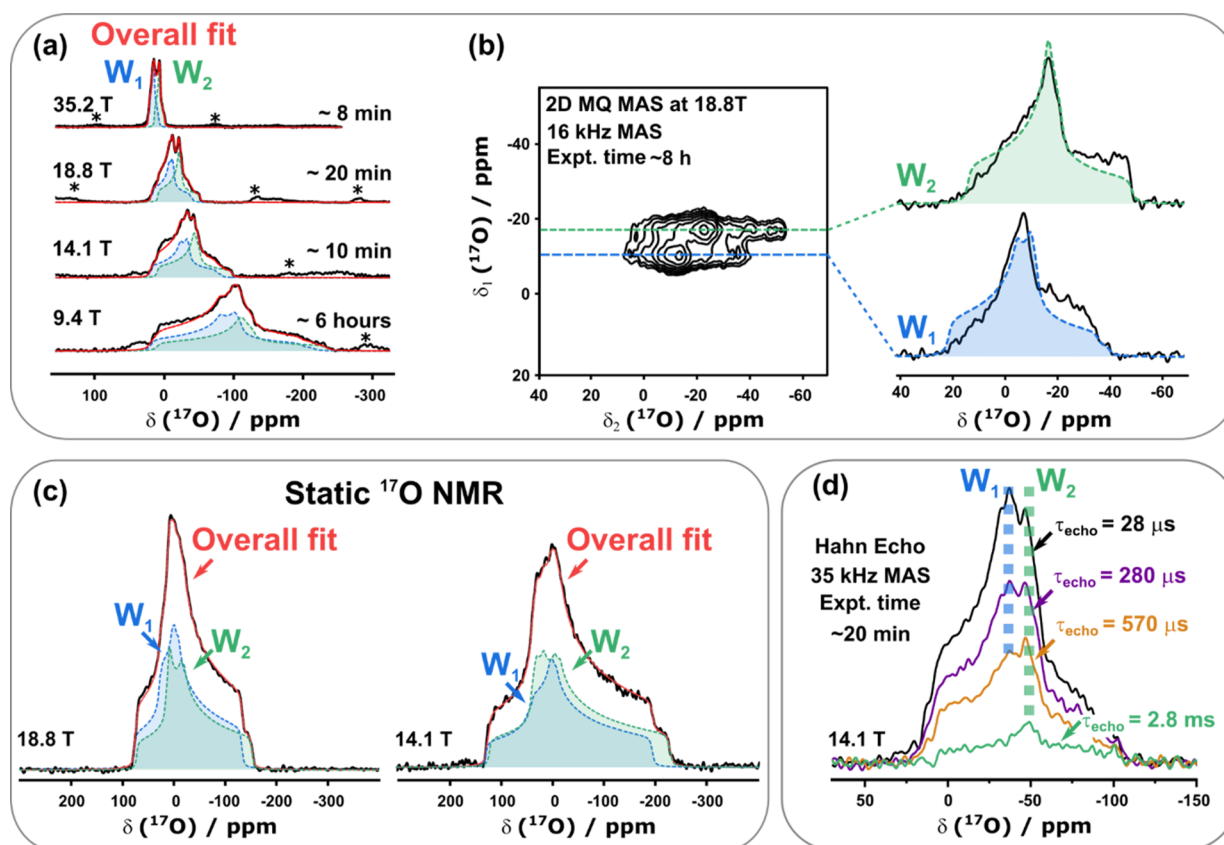 (a)
Overall fit
W1 W2
35.2 T
~ 8 min
*
*
18.8 T
~ 20 min
*
*
*
14.1 T
~ 10 min
*
9.4 T
~ 6 hours
*
100 0 -100 -200 -300
δ (17O) / ppm
(b)
2D MQ MAS at 18.8T
16 kHz MAS
Expt. time ~8 h
-40
-20
0
20
δ1 (17O) / ppm
40 20 0 -20 -40 -60
δ2 (17O) / ppm
W2
W1
40 20 0 -20 -40 -60
δ (17O) / ppm
(c)
Static 17O NMR
Overall fit
W1
W2
18.8 T
200 100 0 -100 -200 -300
δ (17O) / ppm
Overall fit
W1
W2
14.1 T
200 100 0 -100 -200 -300
δ (17O) / ppm
(d)
W1 W2
Hahn Echo
35 kHz MAS
Expt. time
~20 min
τecho = 28 μs
τecho = 280 μs
τecho = 570 μs
τecho = 2.8 ms
14.1 T
50 0 -50 -100 -150
δ (17O) / ppm